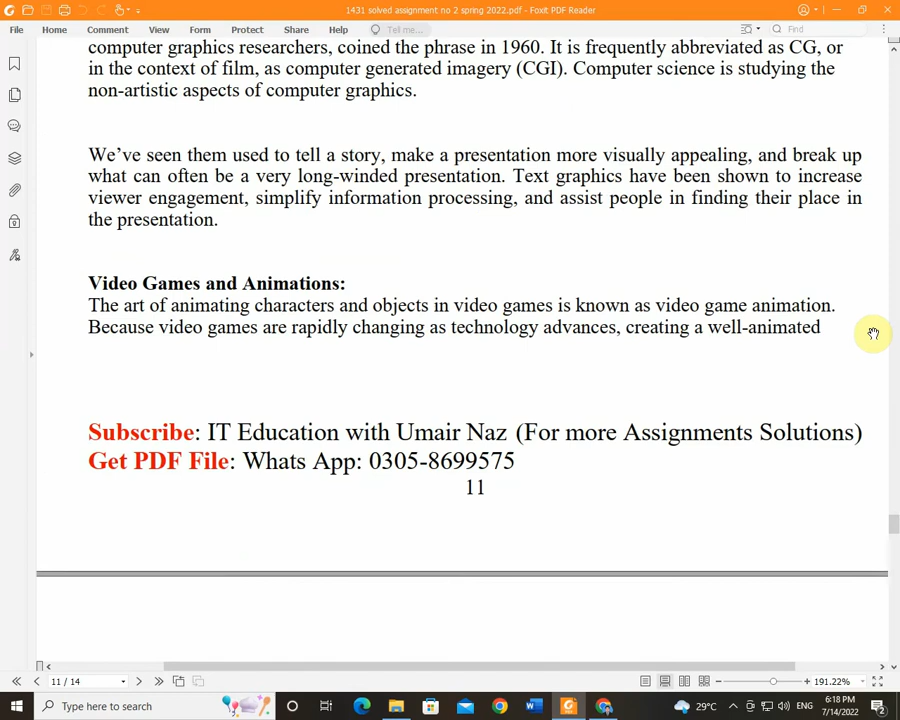 1431 solved assignment no 2 spring 2022.pdf - Foxit PDF Reader
File Home Comment View Form Protect Share Help Tell me... Find
computer graphics researchers, coined the phrase in 1960. It is frequently abbreviated as CG, or
in the context of film, as computer generated imagery (CGI). Computer science is studying the
non-artistic aspects of computer graphics.
We've seen them used to tell a story, make a presentation more visually appealing, and break up
what can often be a very long-winded presentation. Text graphics have been shown to increase
viewer engagement, simplify information processing, and assist people in finding their place in
the presentation.
Video Games and Animations:
The art of animating characters and objects in video games is known as video game animation.
Because video games are rapidly changing as technology advances, creating a well-animated
Subscribe: IT Education with Umair Naz (For more Assignments Solutions)
Get PDF File: Whats App: 0305-8699575
11
11 / 14 191.22%
Type here to search 29°C 6:18 PM
7/14/2022 2